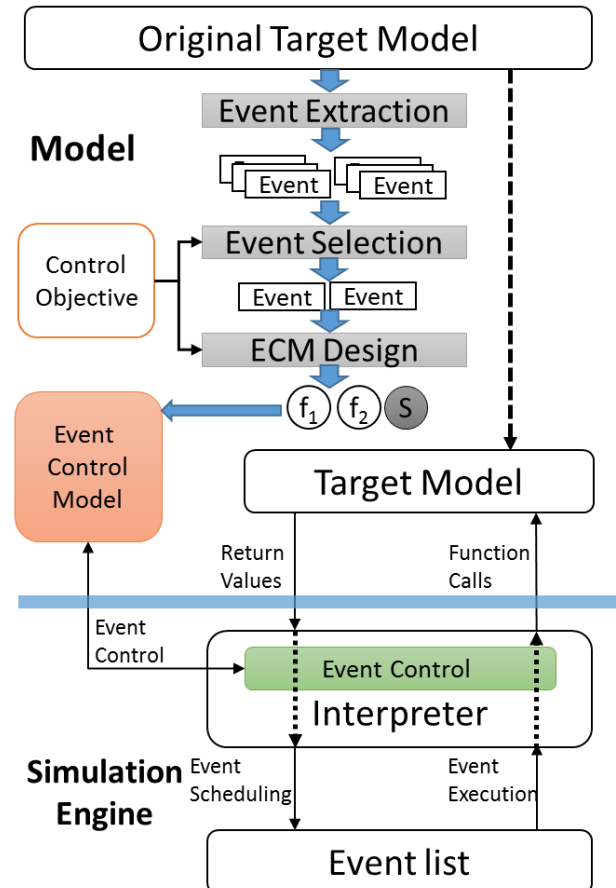 Original Target Model
Event Extraction
Model
Event
Event
Control
Objective
Event Selection
Event
Event
ECM Design
f1
f2
S
Event
Control
Model
Target Model
Return
Values
Function
Calls
Event
Control
Event Control
Interpreter
Simulation
Engine
Event
Scheduling
Event
Execution
Event list